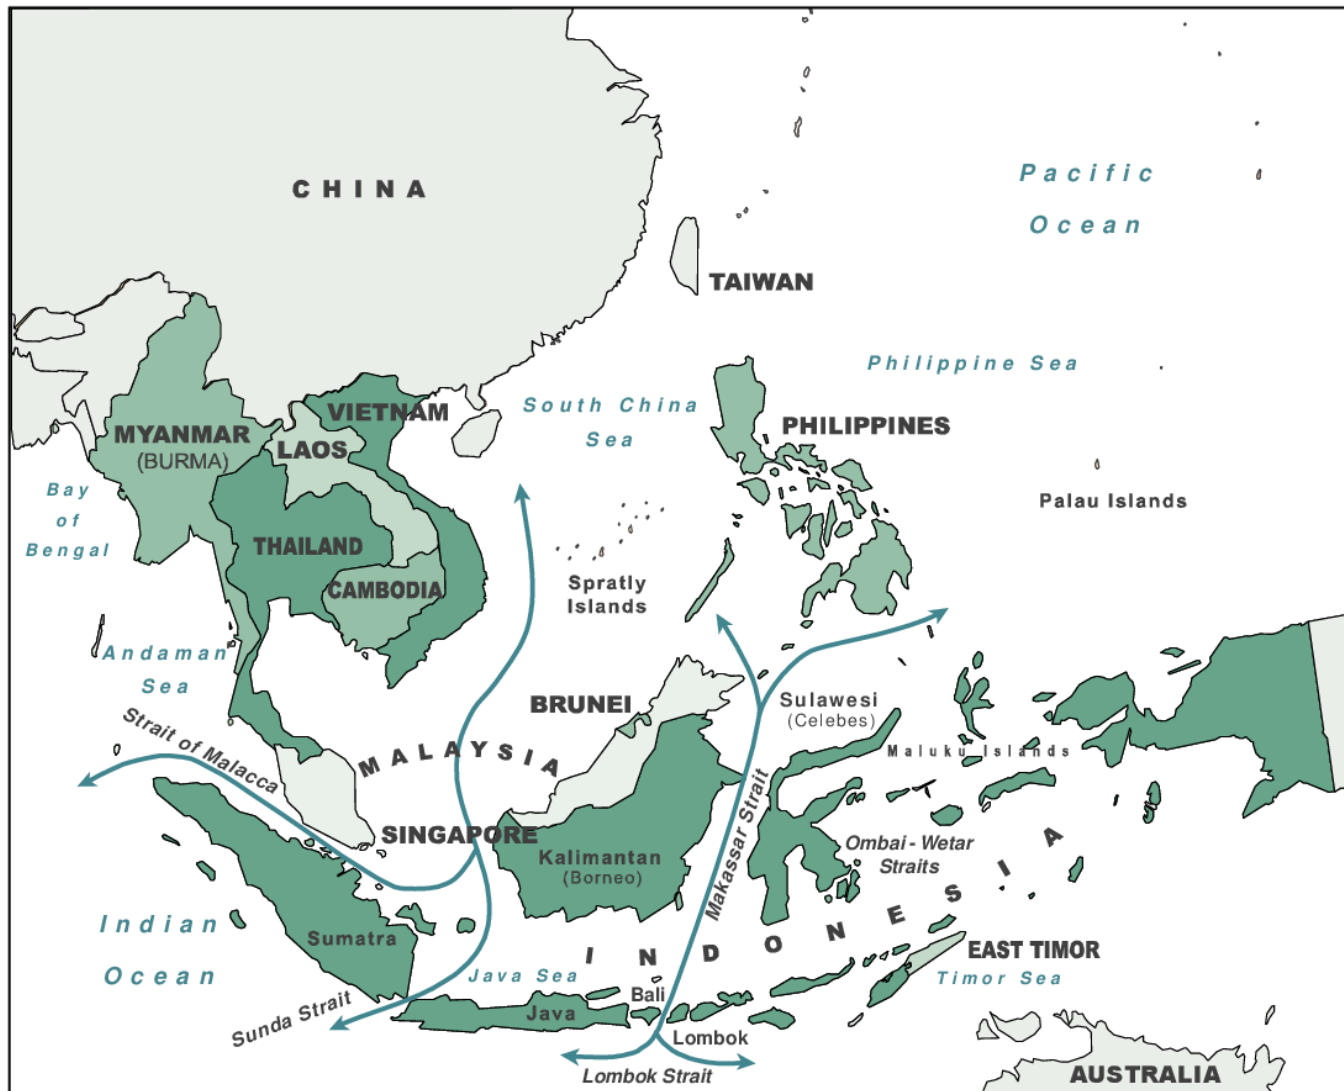 CHINA
Pacific
Ocean
TAIWAN
Philippine Sea
South China
Sea
VIETNAM
PHILIPPINES
MYANMAR
(BURMA)
LAOS
Bay
of
Bengal
Palau Islands
THAILAND
CAMBODIA
Spratly
Islands
Andaman
Sea
BRUNEI
Sulawesi
(Celebes)
Strait of Malacca
MALAYSIA
Maluku Islands
Makassar Strait
SINGAPORE
Kalimantan
(Borneo)
Ombai - Wetar
Straits
INDONESIA
Indian
Ocean
Sumatra
EAST TIMOR
Timor Sea
Java Sea
Bali
Sunda Strait
Java
Lombok
Lombok Strait
AUSTRALIA